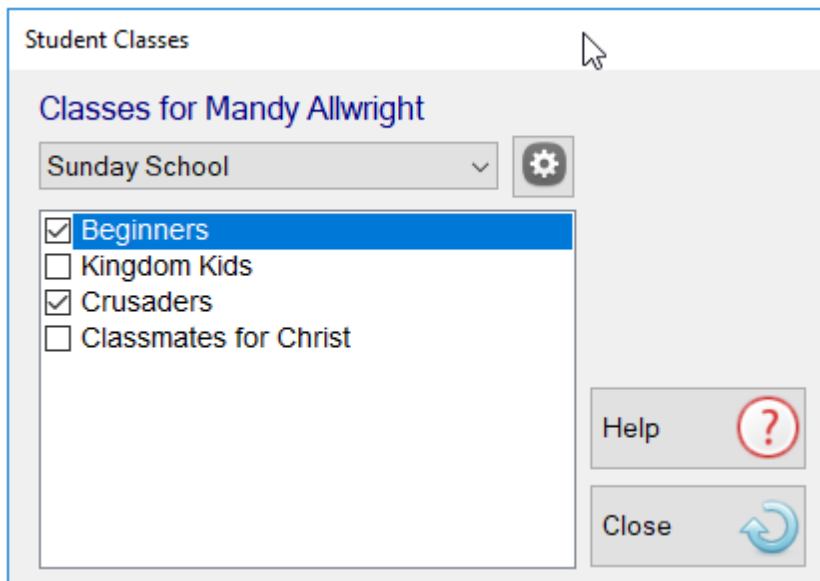 Student Classes
Classes for Mandy Allwright
Sunday School
Beginners
Kingdom Kids
Crusaders
Classmates for Christ
Help
?
Close